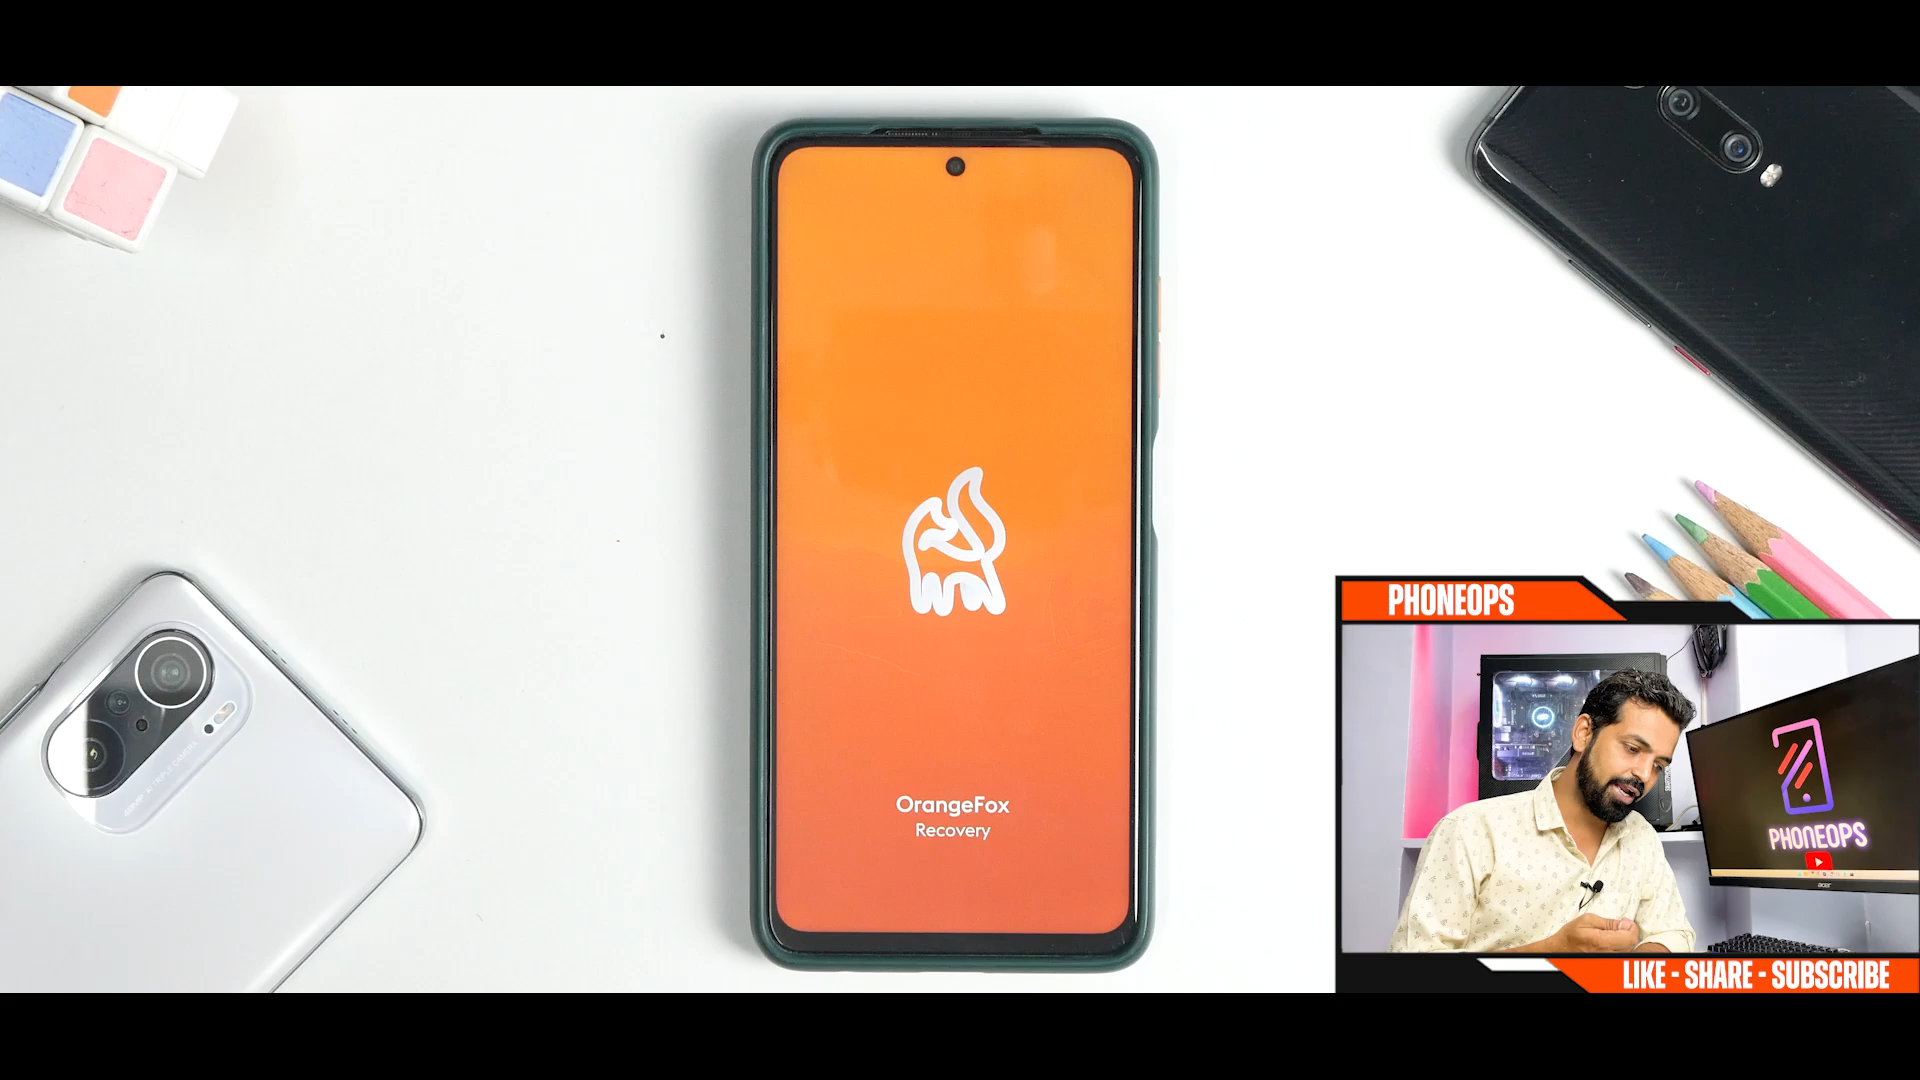 OrangeFox
Recovery
PHONEOPS
PHONEOPS
LIKE - SHARE - SUBSCRIBE